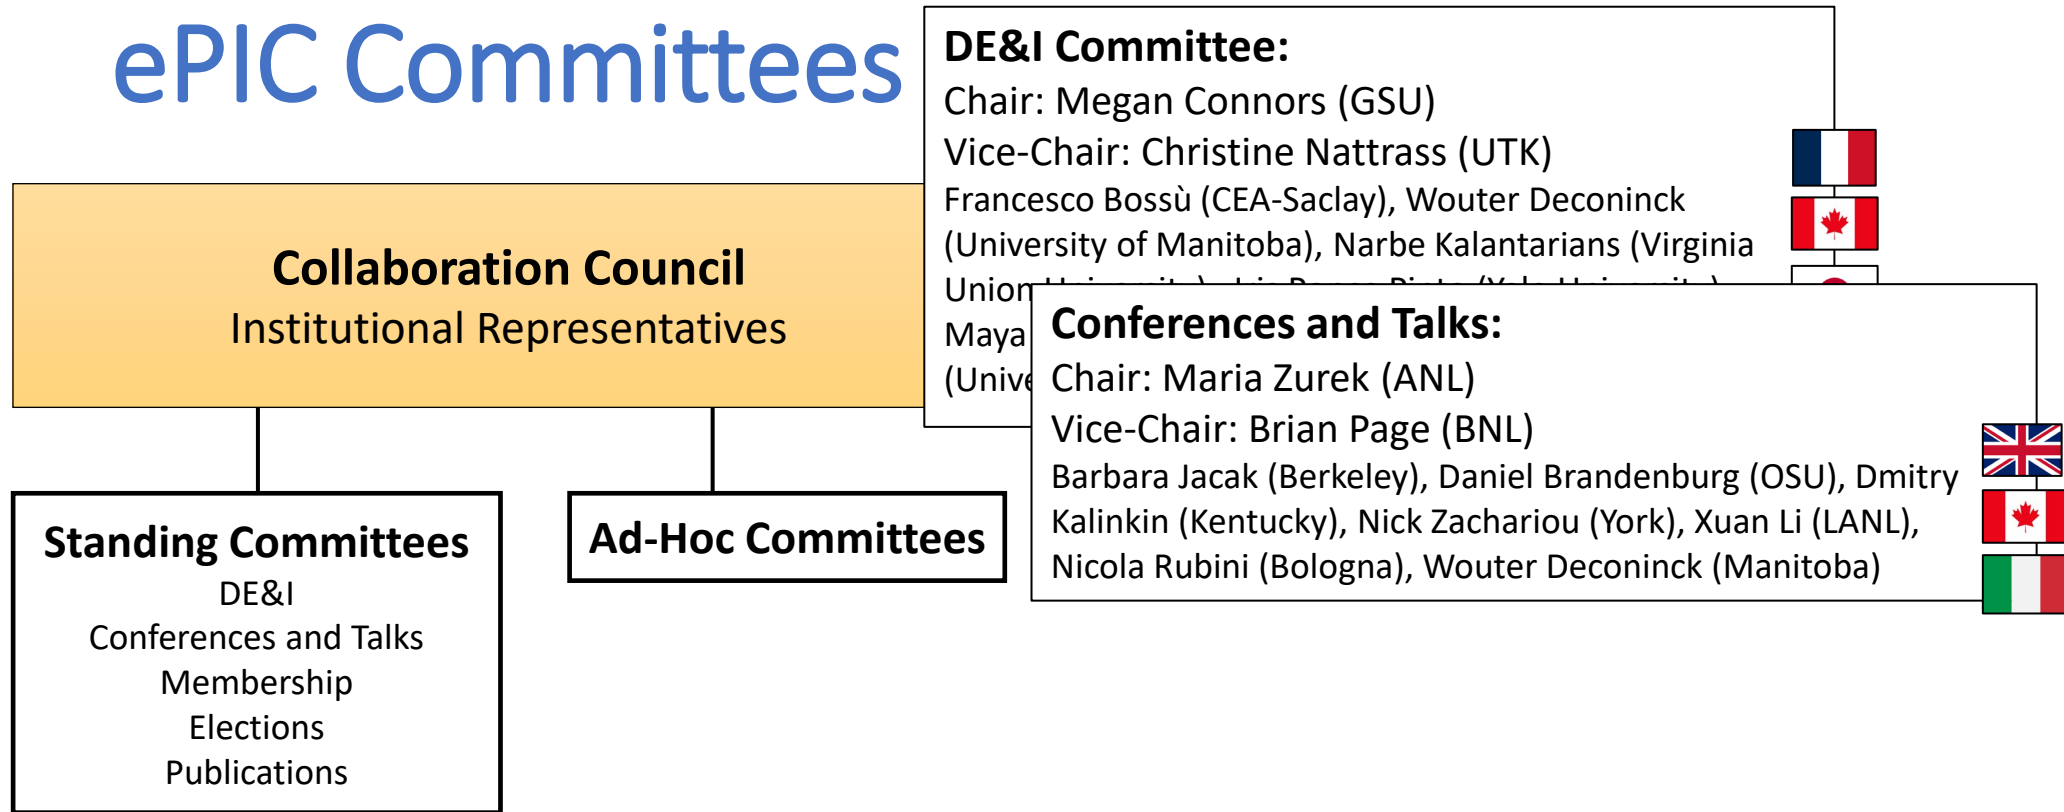 ePIC Committees
DE&I Committee:
Chair: Megan Connors (GSU)
Vice-Chair: Christine Nattrass (UTK)
Francesco Bossù (CEA-Saclay), Wouter Deconinck
(University of Manitoba), Narbe Kalantarians (Virginia
Union
Maya
Collaboration Council
Institutional Representatives
Conferences and Talks:
Chair: Maria Zurek (ANL)
Vice-Chair: Brian Page (BNL)
Barbara Jacak (Berkeley), Daniel Brandenburg (OSU), Dmitry
Kalinkin (Kentucky), Nick Zachariou (York), Xuan Li (LANL),
Nicola Rubini (Bologna), Wouter Deconinck (Manitoba)
Standing Committees
DE&I
Conferences and Talks
Membership
Elections
Publications
Ad-Hoc Committees